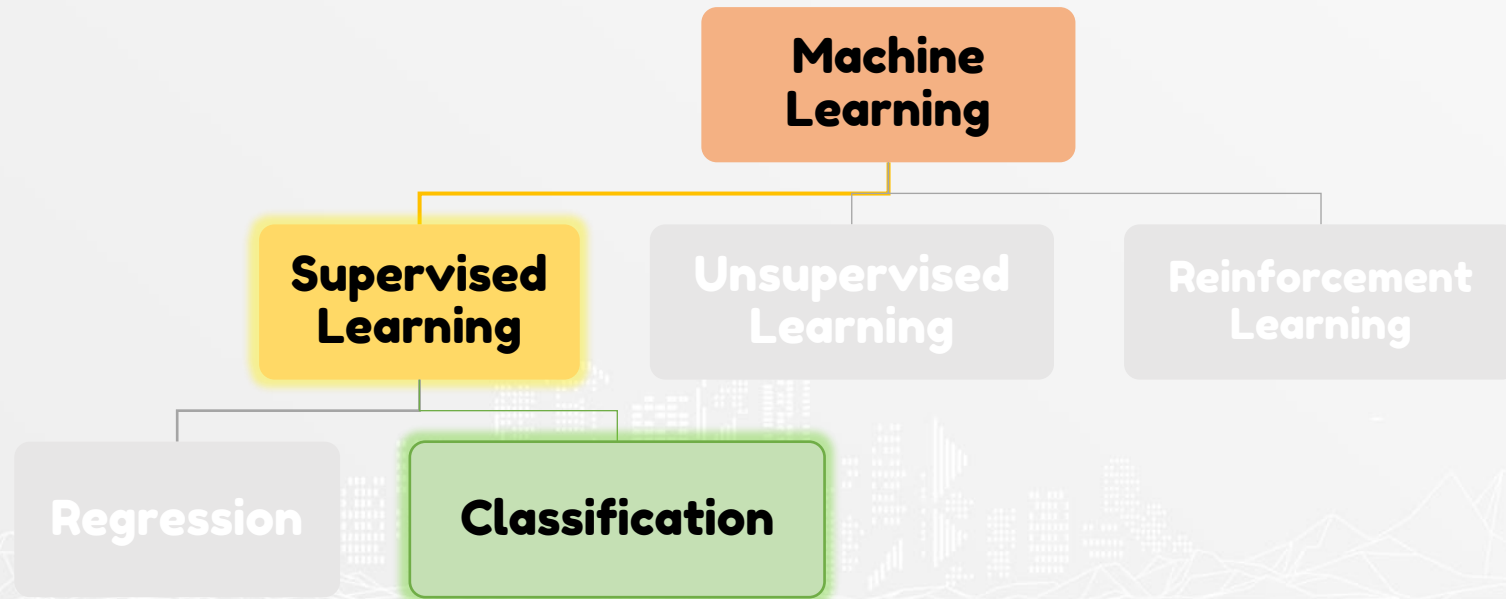 Machine
Learning
Supervised
Learning
Unsupervised
Learning
Reinforcement
Learning
Regression
Classification